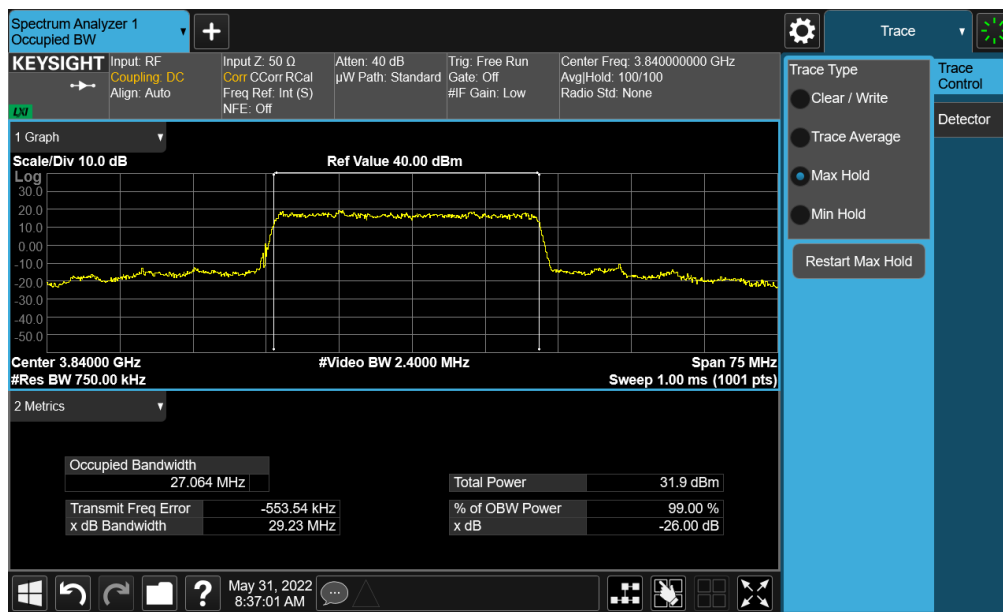 Spectrum Analyzer 1
Occupied BW
+
Trace
KEYSIGHT
LXI
Input: RF
Coupling: DC
Align: Auto
Input Z: 50 Ω
Corr CCorr RCal
Freq Ref: Int (S)
NFE: Off
Atten: 40 dB
µW Path: Standard
Trig: Free Run
Gate: Off
#IF Gain: Low
Center Freq: 3.840000000 GHz
Avg|Hold: 100/100
Radio Std: None
1 Graph
Scale/Div 10.0 dB
Ref Value 40.00 dBm
Log
30.0
20.0
10.0
0.00
-10.0
-20.0
-30.0
-40.0
-50.0
Center 3.84000 GHz
#Video BW 2.4000 MHz
Span 75 MHz
#Res BW 750.00 kHz
Sweep 1.00 ms (1001 pts)
2 Metrics
Occupied Bandwidth
27.064 MHz
Total Power 31.9 dBm
Transmit Freq Error -553.54 kHz
% of OBW Power 99.00 %
x dB Bandwidth 29.23 MHz
x dB -26.00 dB
Trace Type
Clear / Write
Trace Average
Max Hold
Min Hold
Restart Max Hold
Trace
Control
Detector
?
May 31, 2022
8:37:01 AM